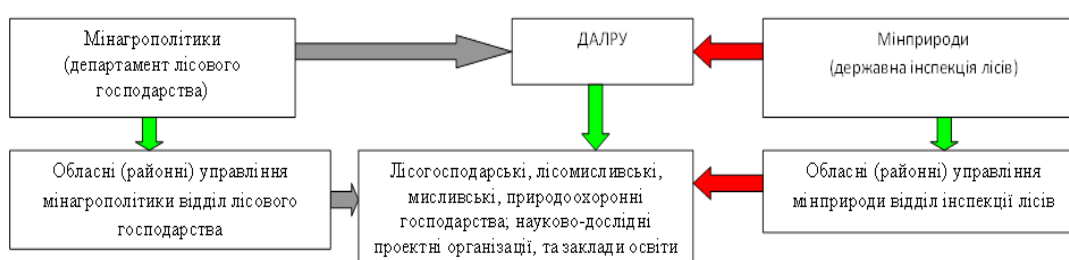 Мінагрополітики
(департамент лісового
господарства)
ДАЛРУ
Мінприроди
(державна інспекція лісів)
Обласні (районні) управління
мінагрополітики відділ лісового
господарства
Лісогосподарські, лісомисливські,
мисливські, природоохоронні
господарства; науково-дослідні
проектні організації, та заклади освіти
Обласні (районні) управління
мінприроди відділ інспекції лісів